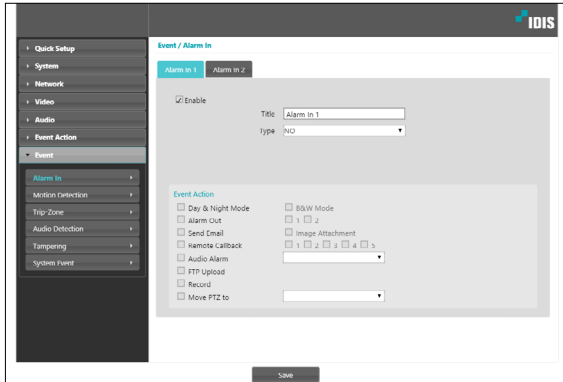 IDIS
Quick Setup
System
Network
Video
Audio
Event Action
Event
Alarm In
Motion Detection
Trip-Zone
Audio Detection
Tampering
System Event
Event / Alarm In
Alarm In 1 Alarm In 2
Enable
Title Alarm In 1
Type NO
Event Action
Day & Night Mode B&W Mode
Alarm Out 1 2
Send Email Image Attachment
Remote Callback 1 2 3 4 5
Audio Alarm
FTP Upload
Record
Move PTZ to
Save